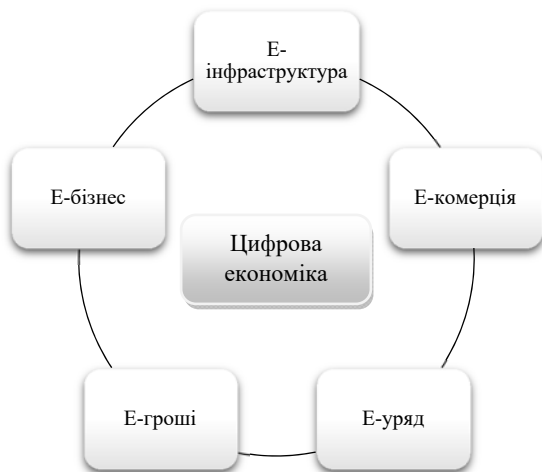 Е-
інфраструктура
Е-бізнес
Е-комерція
Цифрова
економіка
Е-гроші
Е-уряд